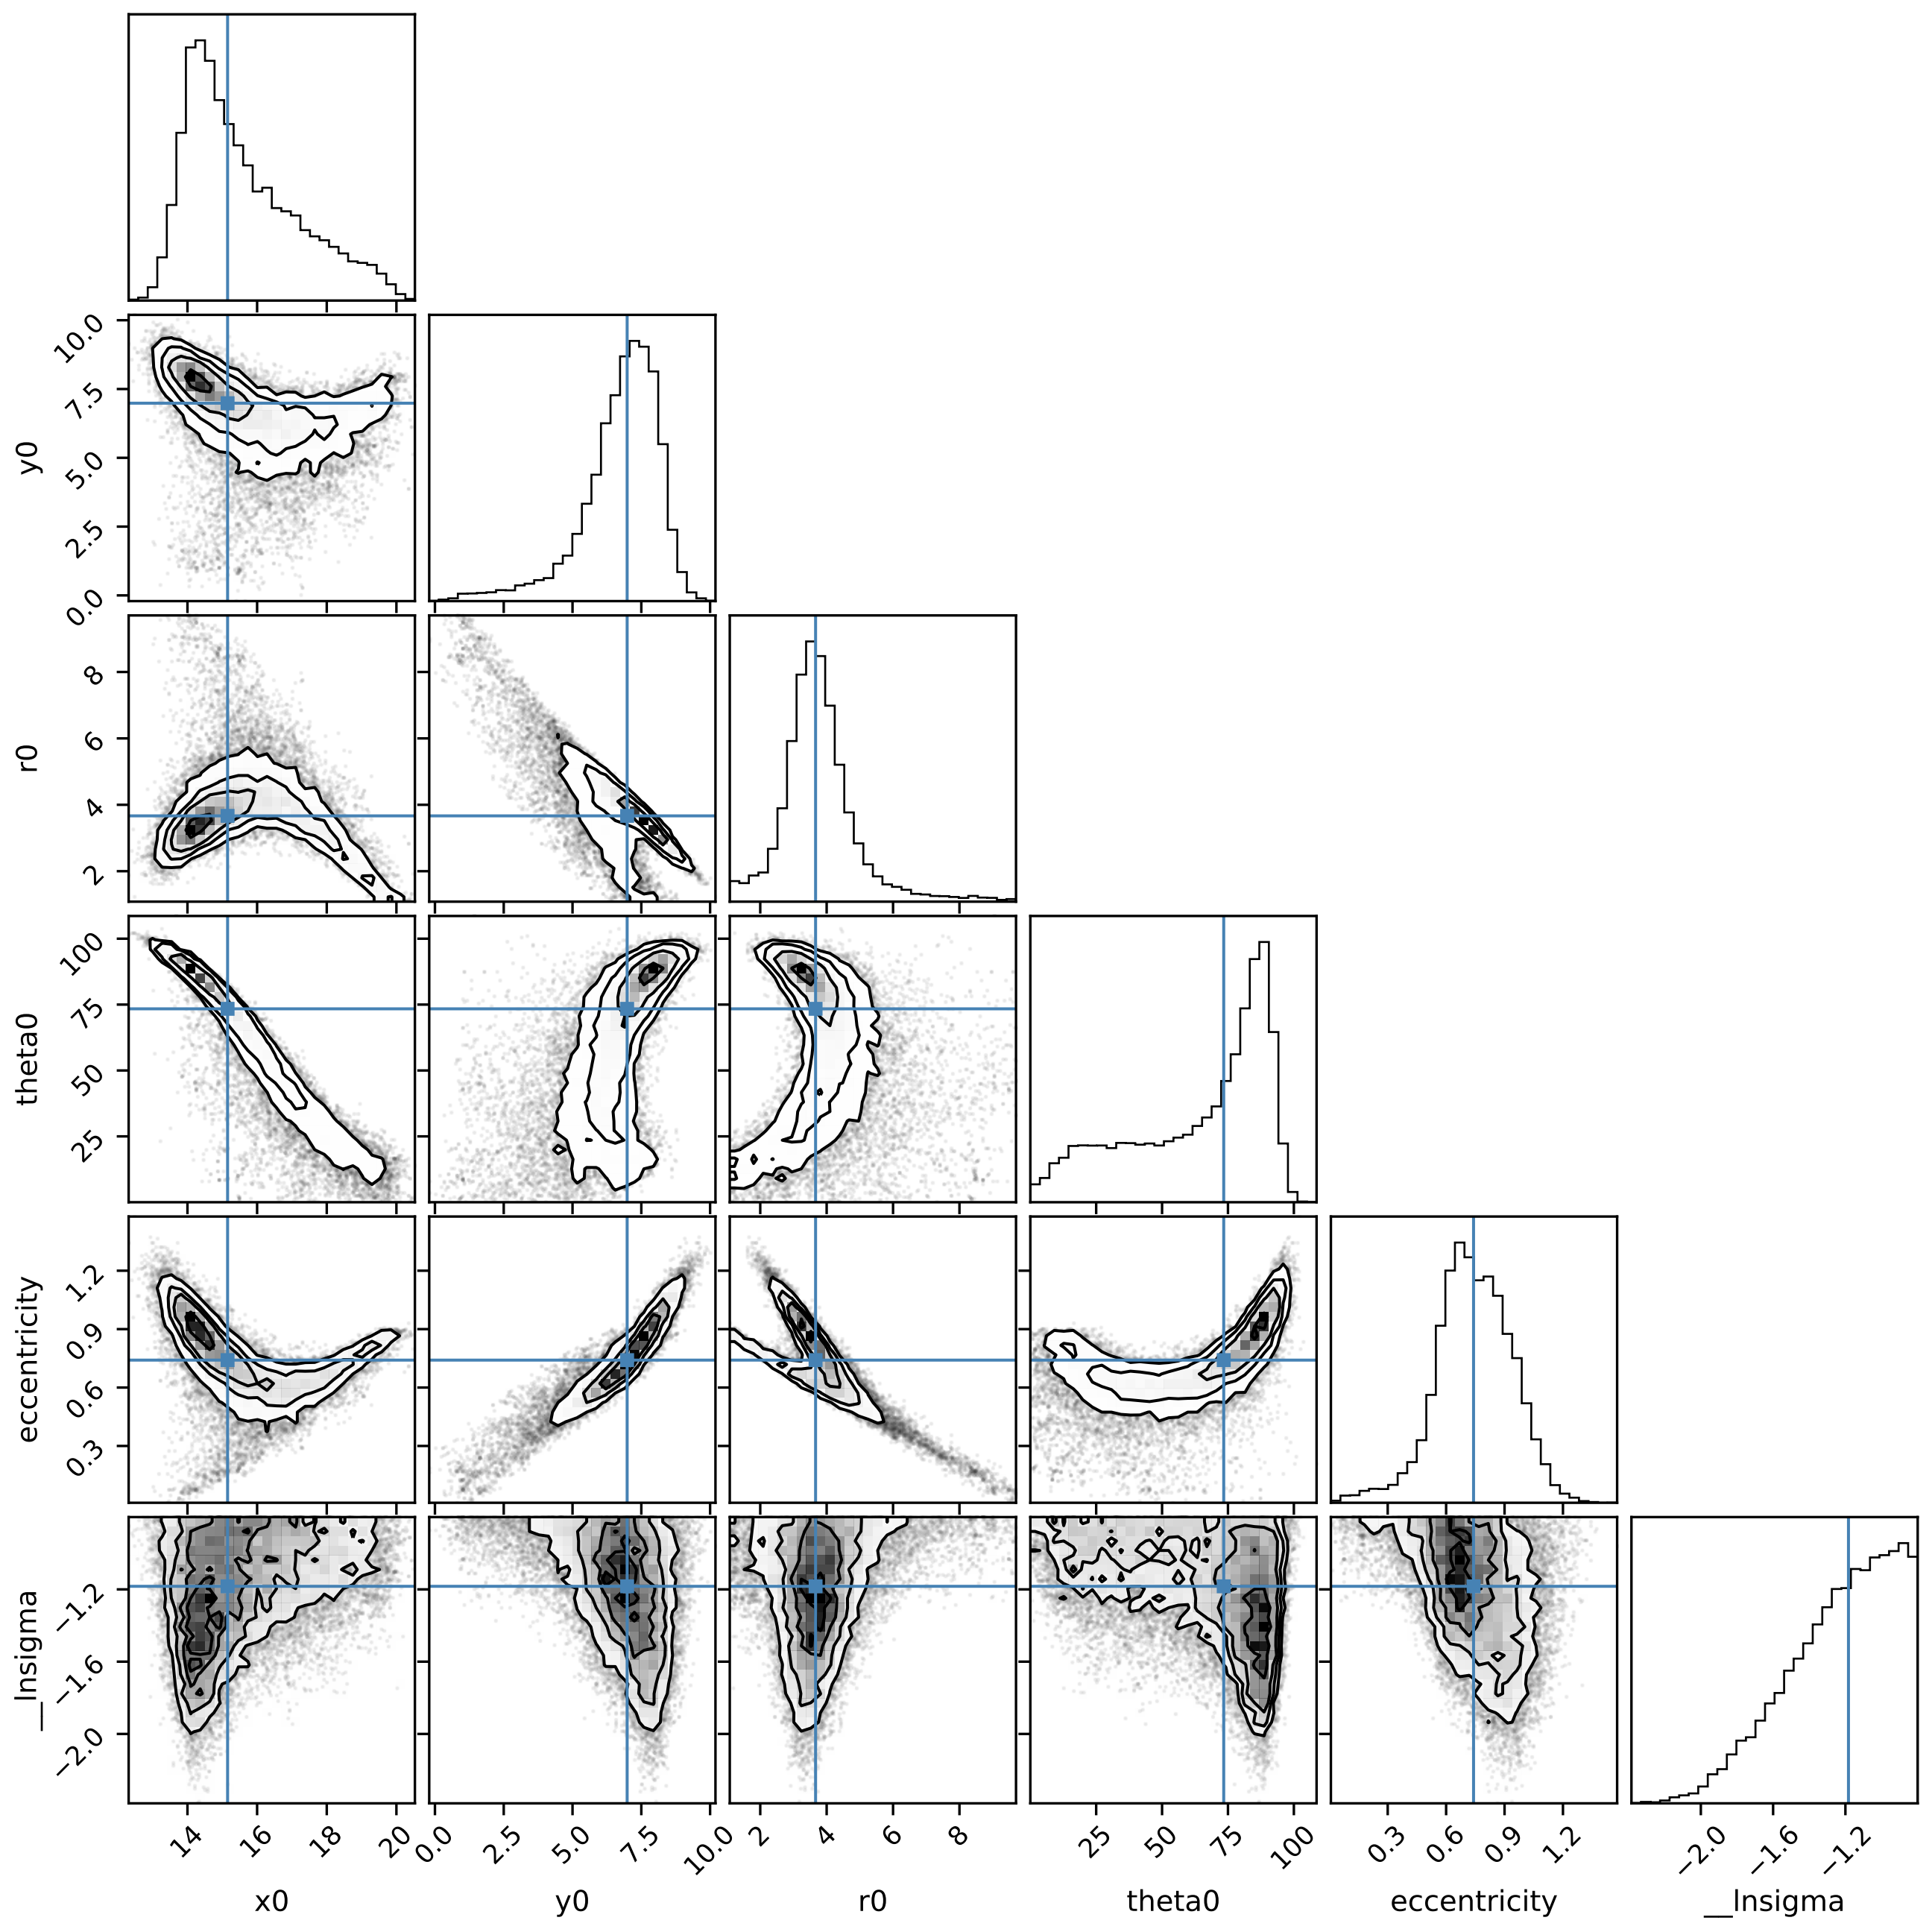 10.0
7.5
5.0
2.5
0.0
y0
8
6
4
2
r0
100
75
50
25
theta0
1.2
0.9
0.6
0.3
eccentricity
−1.2
−1.6
−2.0
__lnsigma
14 16 18 20
0.0 2.5 5.0 7.5 10.0
2 4 6 8
25 50 75 100
0.3 0.6 0.9 1.2
−2.0 −1.6 −1.2
x0 y0 r0 theta0 eccentricity __lnsigma